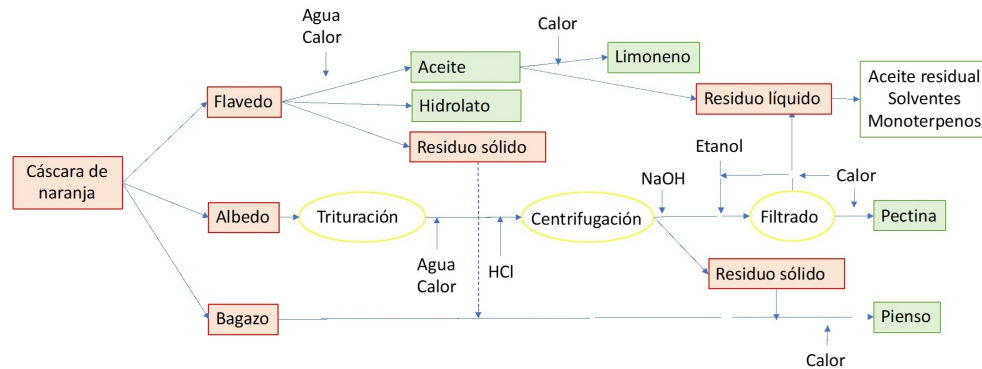 Agua
Calor
Calor
Aceite
Limoneno
Flavedo
Hidrolato
Residuo líquido
Aceite residual
Solventes
Monoterpenos
Residuo sólido
Etanol
Cáscara de
naranja
NaOH
Calor
Albedo
Trituración
Centrifugación
Filtrado
Pectina
Agua
Calor
HCl
Residuo sólido
Bagazo
Pienso
Calor